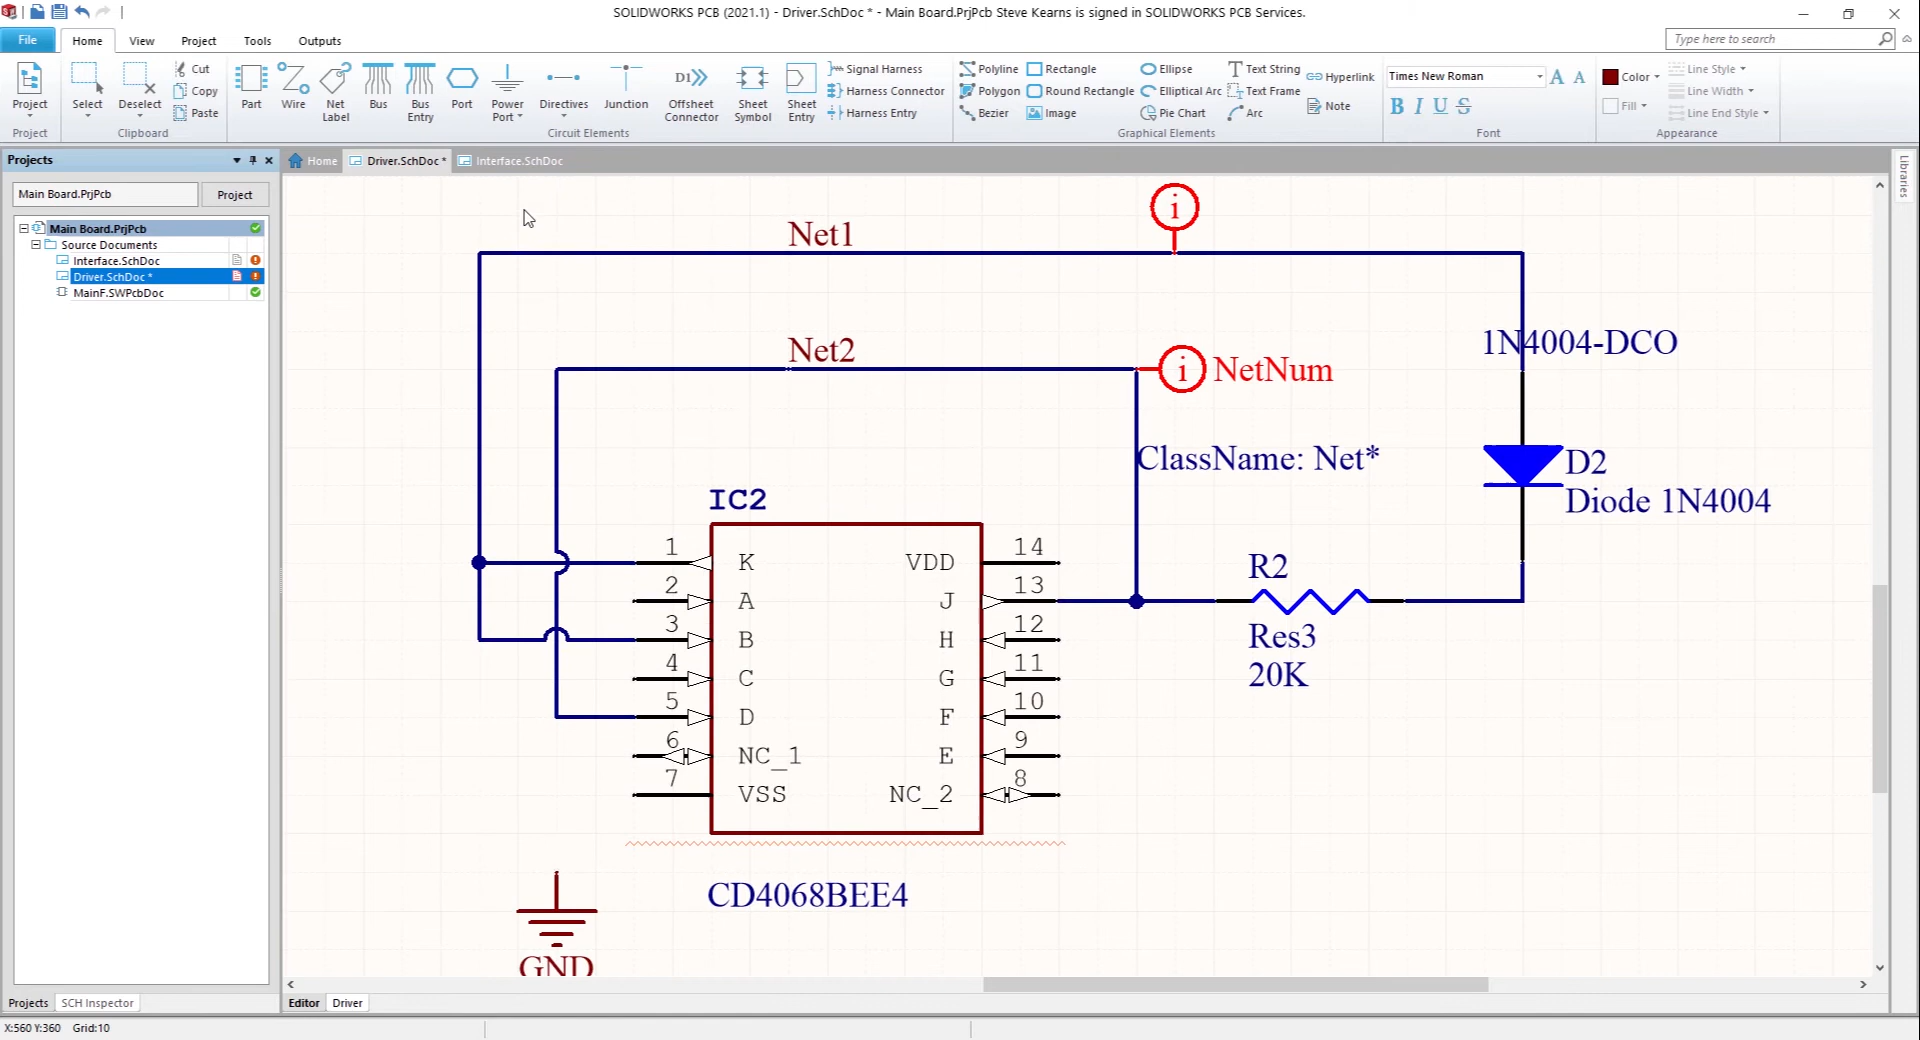 SOLIDWORKS PCB (2021.1) - Driver.SchDoc * - Main Board.PrjPcb Steve Kearns is signed in SOLIDWORKS PCB Services.
File Home View Project Tools Outputs
Type here to search
Project
Project
Select
Deselect
Cut
Copy
Paste
Clipboard
Part
Wire
Net Label
Bus
Bus Entry
Port
Power Port
Directives
Junction
Offsheet Connector
Sheet Symbol
Sheet Entry
Signal Harness
Harness Connector
Harness Entry
Circuit Elements
Polyline
Polygon
Bezier
Rectangle
Round Rectangle
Image
Ellipse
Elliptical Arc
Pie Chart
Text String
Text Frame
Arc
Hyperlink
Note
Graphical Elements
Times New Roman
A A
B I U S
Font
Color
Fill
Line Style
Line Width
Line End Style
Appearance
Projects
Home
Driver.SchDoc *
Interface.SchDoc
Libraries
Main Board.PrjPcb
Project
Main Board.PrjPcb
Source Documents
Interface.SchDoc
Driver.SchDoc *
MainF.SWPcbDoc
i
Net1
1N4004-DCO
Net2
i NetNum
ClassName: Net*
D2
Diode 1N4004
IC2
1 K VDD 14
2 A J 13
3 B H 12
4 C G 11
5 D F 10
6 NC_1 E 9
7 VSS NC_2 8
R2
Res3
20K
CD4068BEE4
GND
Projects SCH Inspector
Editor Driver
X:560 Y:360 Grid:10